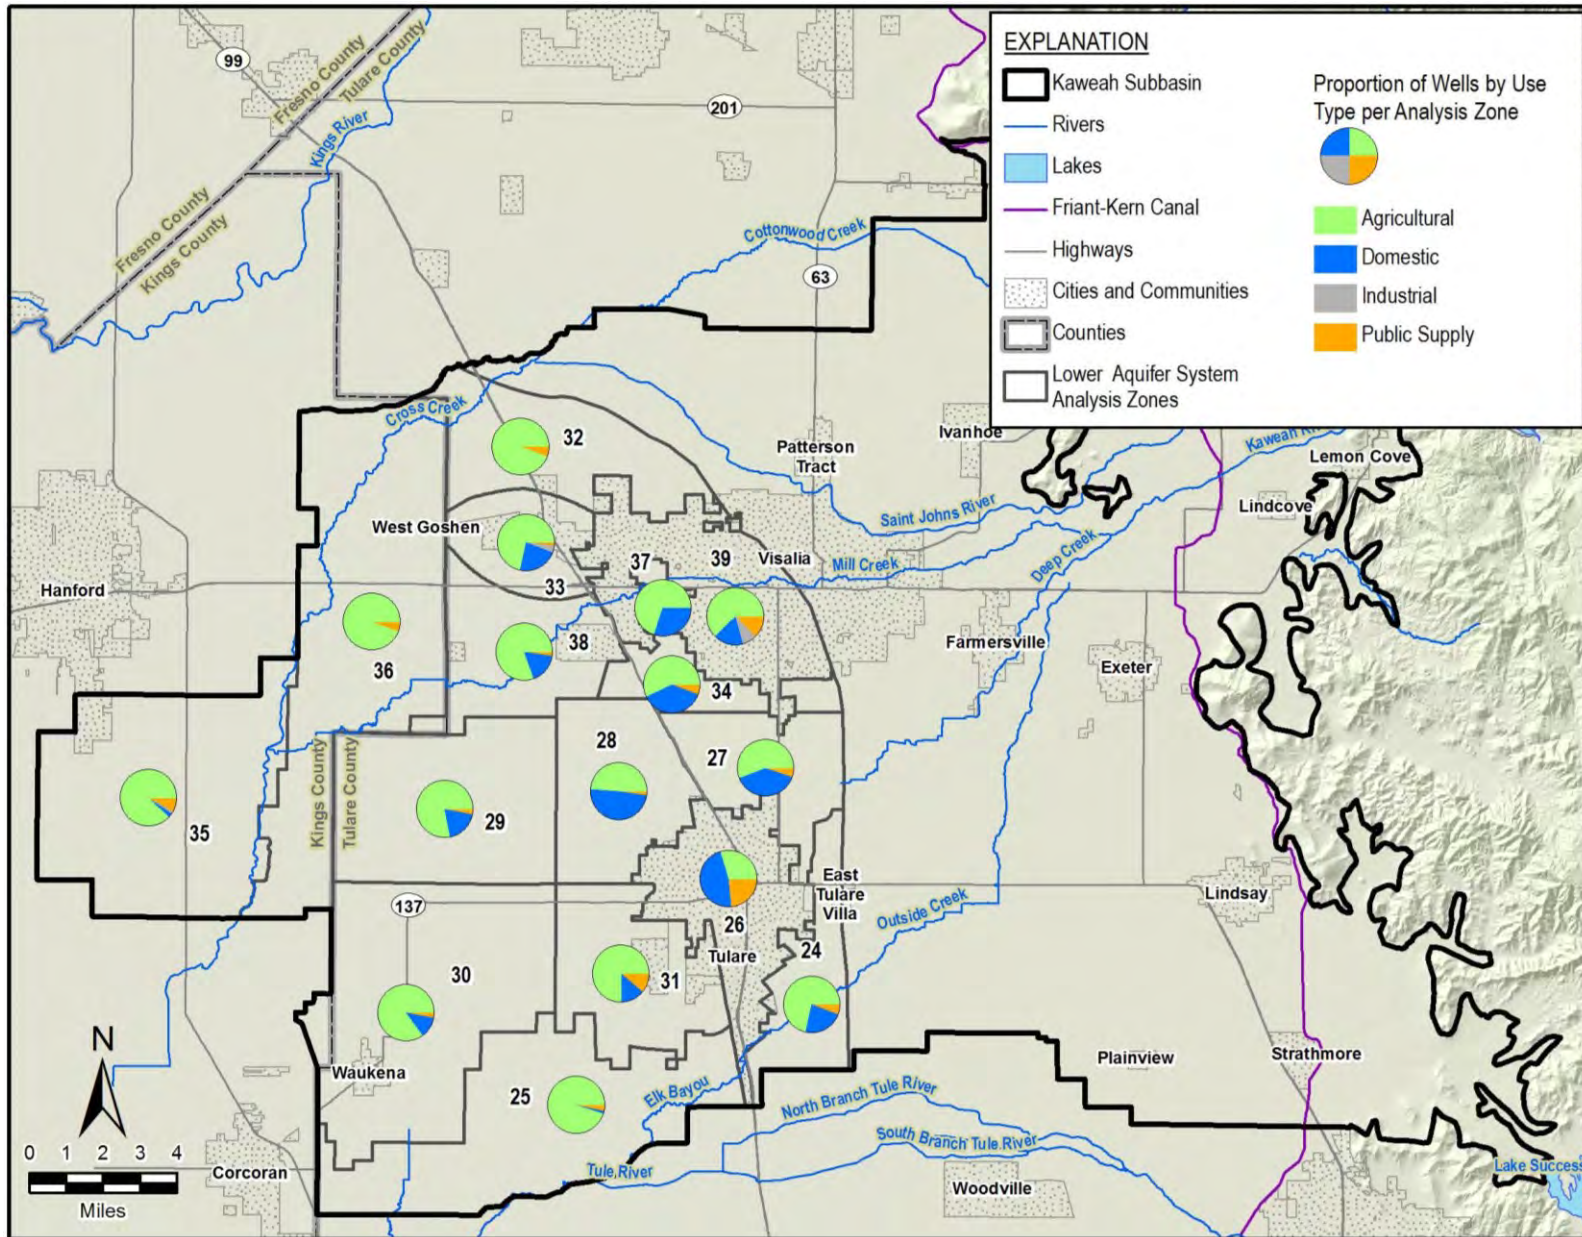 EXPLANATION
Kaweah Subbasin
Rivers
Lakes
Friant-Kern Canal
Highways
Cities and Communities
Counties
Lower Aquifer System
Analysis Zones
Proportion of Wells by Use
Type per Analysis Zone
Agricultural
Domestic
Industrial
Public Supply
99
Fresno County
Tulare County
Kings River
201
Fresno County
Kings County
Cottonwood Creek
63
Cross Creek
32
Patterson
Tract
Ivanhoe
Lemon Cove
Saint Johns River
Lindcove
West Goshen
37
39
Visalia
Mill Creek
Deep Creek
Hanford
33
38
36
34
Farmersville
Exeter
28
27
Kings County
Tulare County
35
29
East
Tulare
Villa
Lindsay
137
Outside Creek
26
Tulare
24
30
31
N
Waukena
25
Elk Bayou
Plainview
Strathmore
North Branch Tule River
South Branch Tule River
0 1 2 3 4
Miles
Corcoran
Tule River
Woodville
Lake Success